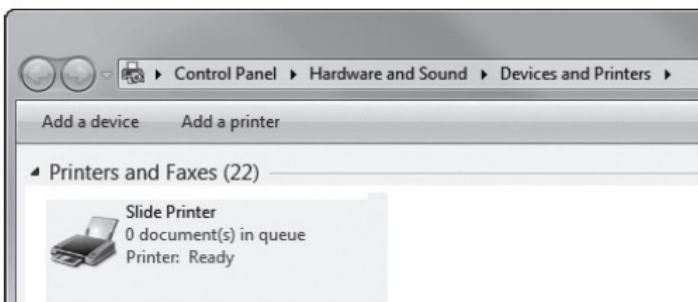 Control Panel ▸ Hardware and Sound ▸ Devices and Printers ▸
Add a device Add a printer
Printers and Faxes (22)
Slide Printer
0 document(s) in queue
Printer: Ready